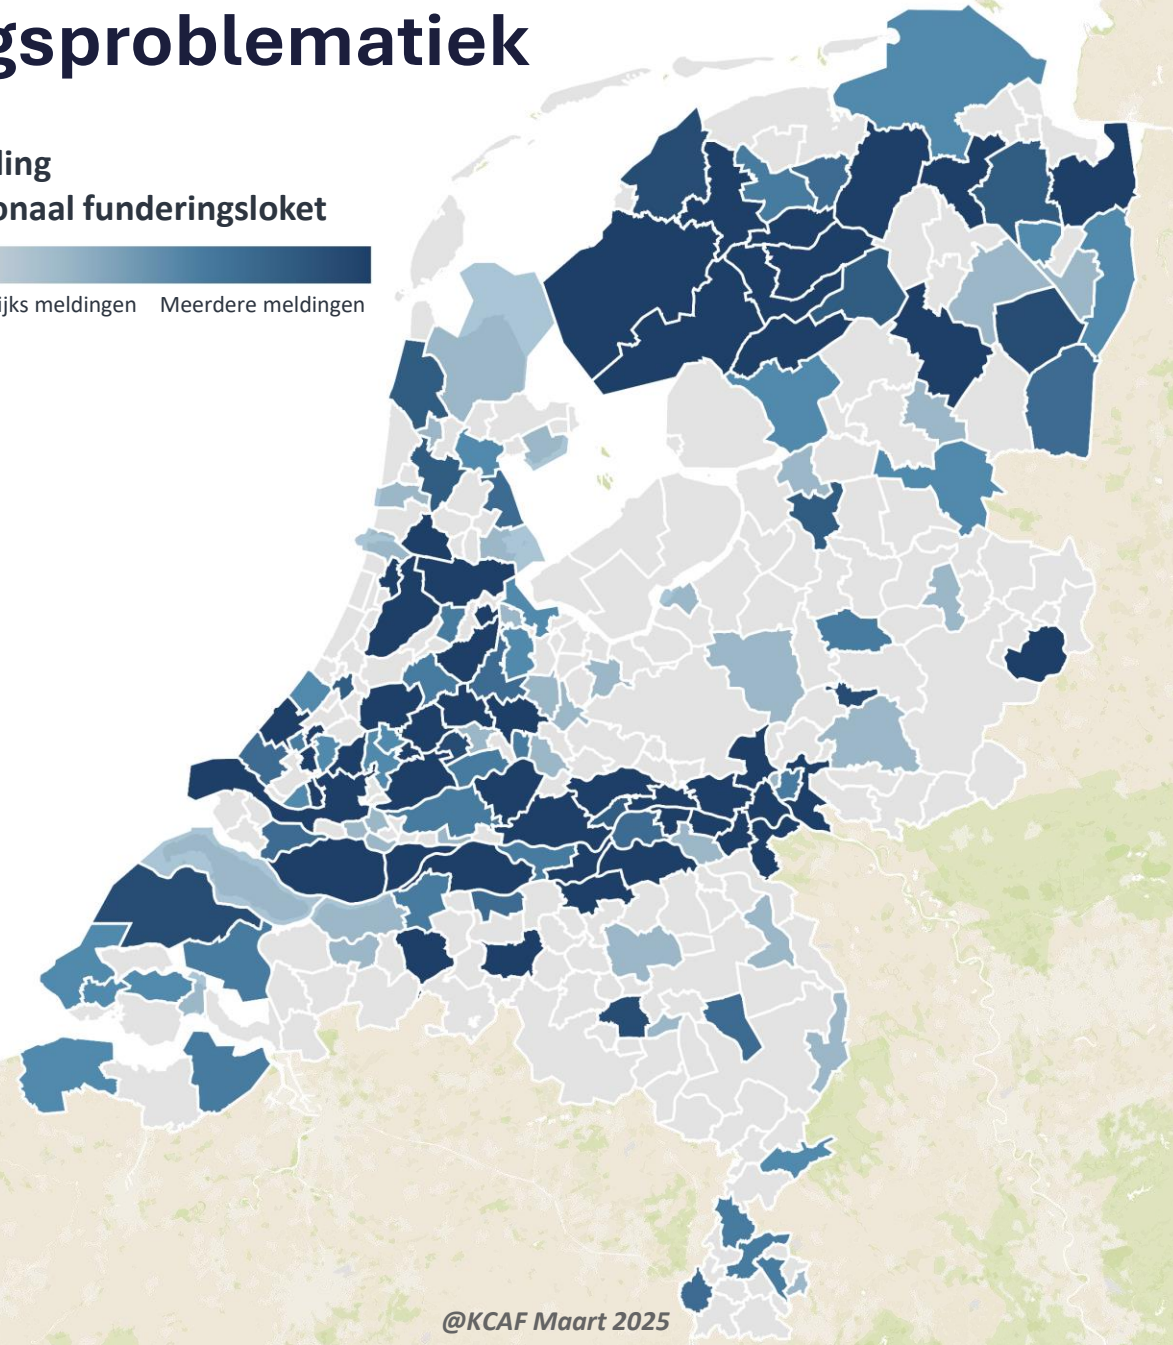 gsproblematiek
ling
onaal funderingsloket
ijks meldingen Meerdere meldingen
@KCAF Maart 2025